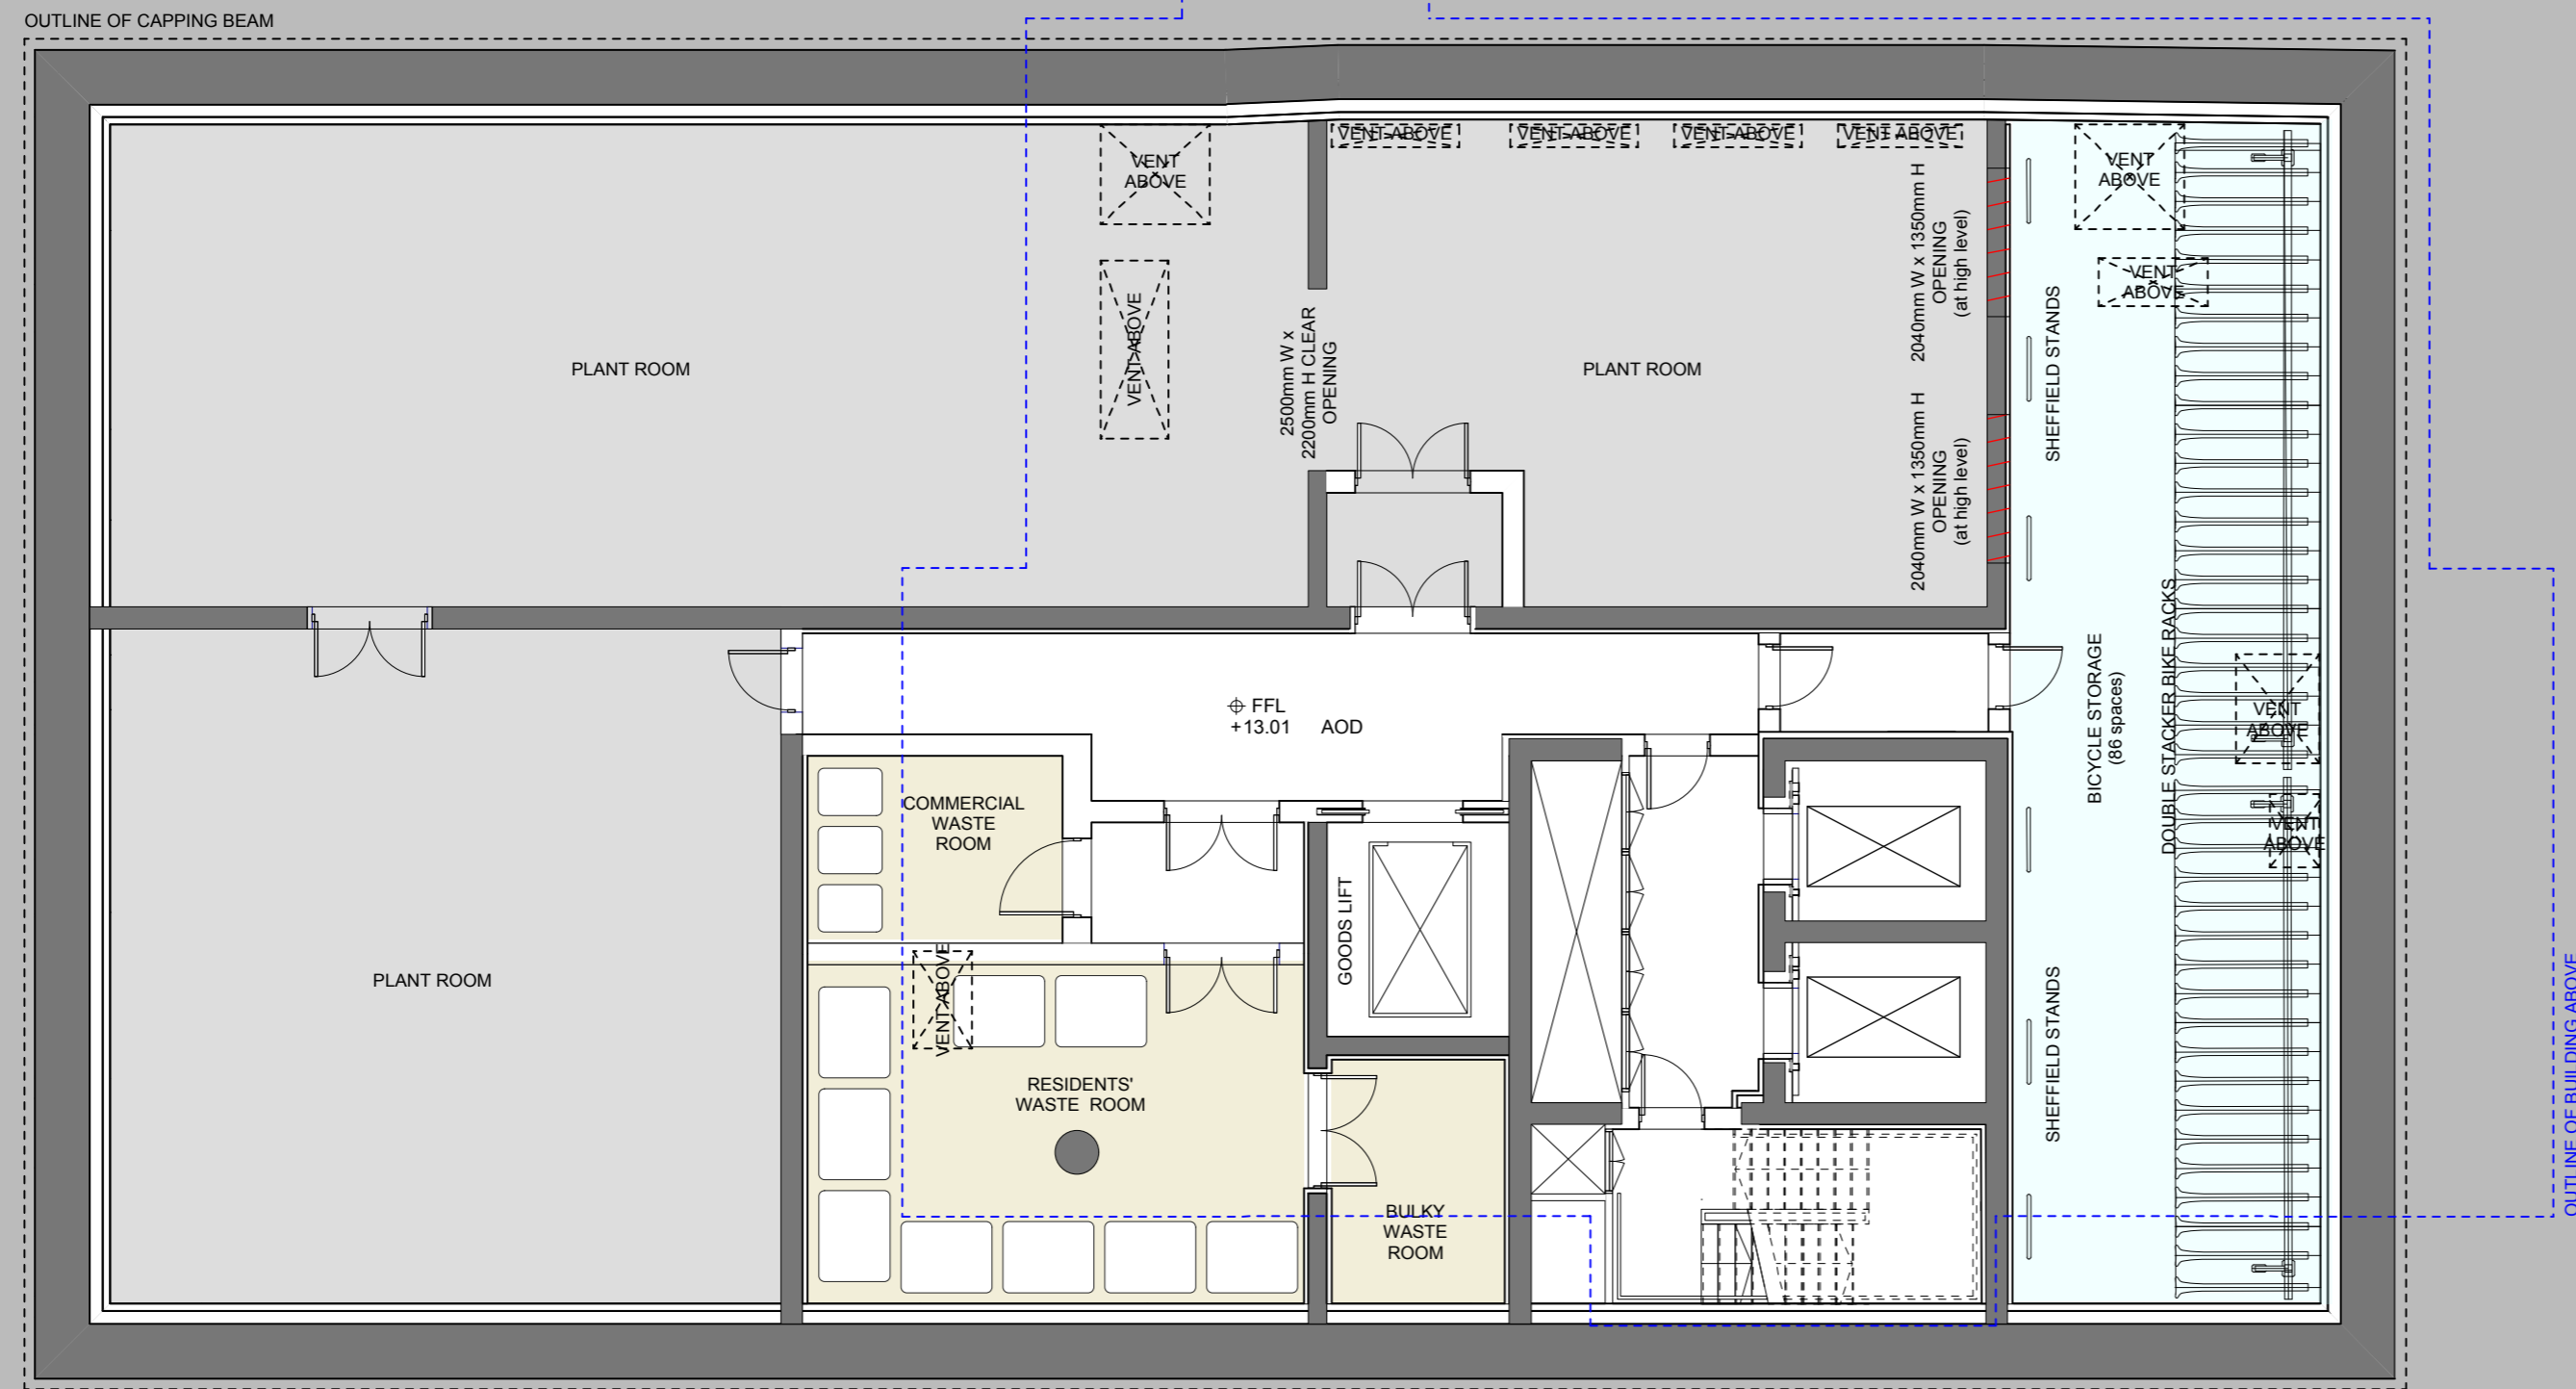 OUTLINE OF CAPPING BEAM
VENT
ABOVE
VENT ABOVE
VENT ABOVE
VENT ABOVE
VENT ABOVE
VENT
ABOVE
VENT
ABOVE
VENT ABOVE
PLANT ROOM
2500mm W x
2200mm H CLEAR
OPENING
PLANT ROOM
2040mm W x 1350mm H
OPENING
(at high level)
2040mm W x 1350mm H
OPENING
(at high level)
SHEFFIELD STANDS
DOUBLE STACKER BIKE RACKS
BICYCLE STORAGE
(86 spaces)
VENT
ABOVE
VENT
ABOVE
FFL
+13.01 AOD
COMMERCIAL
WASTE
ROOM
GOODS LIFT
PLANT ROOM
VENT ABOVE
RESIDENTS'
WASTE ROOM
BULKY
WASTE
ROOM
SHEFFIELD STANDS
OUTLINE OF BUILDING ABOVE